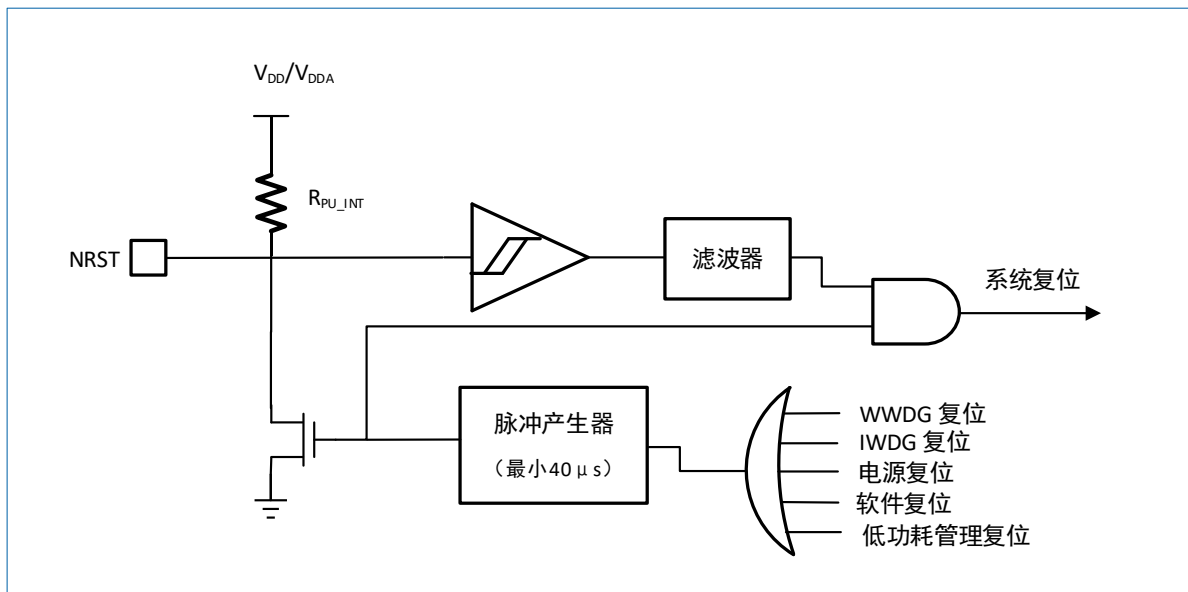 VDD/VDDA
RPU_INT
NRST
滤波器
系统复位
脉冲产生器
（最小40μs）
WWDG 复位
IWDG 复位
电源复位
软件复位
低功耗管理复位